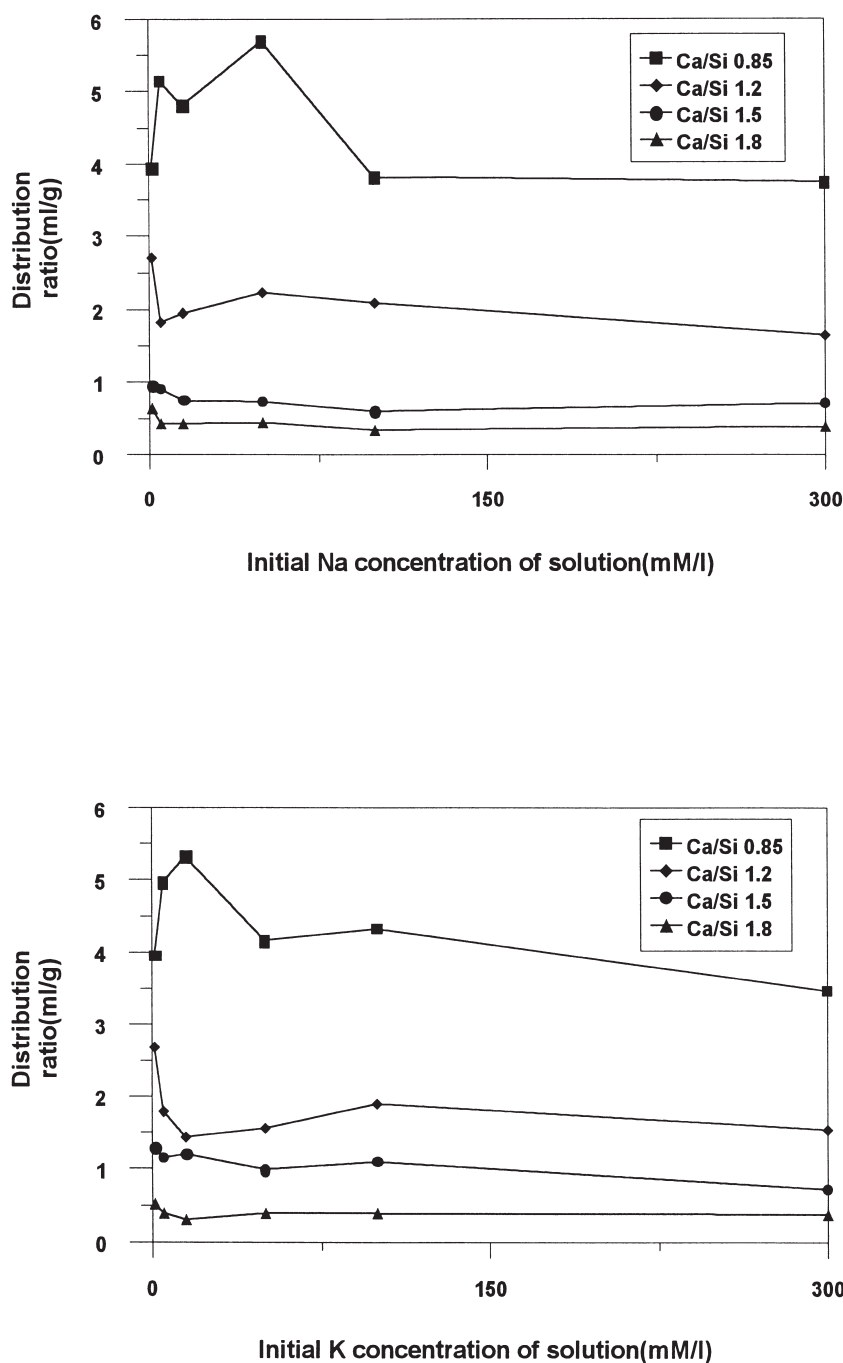 6
5
4
3
2
1
0
Distribution
ratio(ml/g)
Ca/Si 0.85
Ca/Si 1.2
Ca/Si 1.5
Ca/Si 1.8
0 150 300
Initial Na concentration of solution(mM/l)
6
5
4
3
2
1
0
Distribution
ratio(ml/g)
Ca/Si 0.85
Ca/Si 1.2
Ca/Si 1.5
Ca/Si 1.8
0 150 300
Initial K concentration of solution(mM/l)